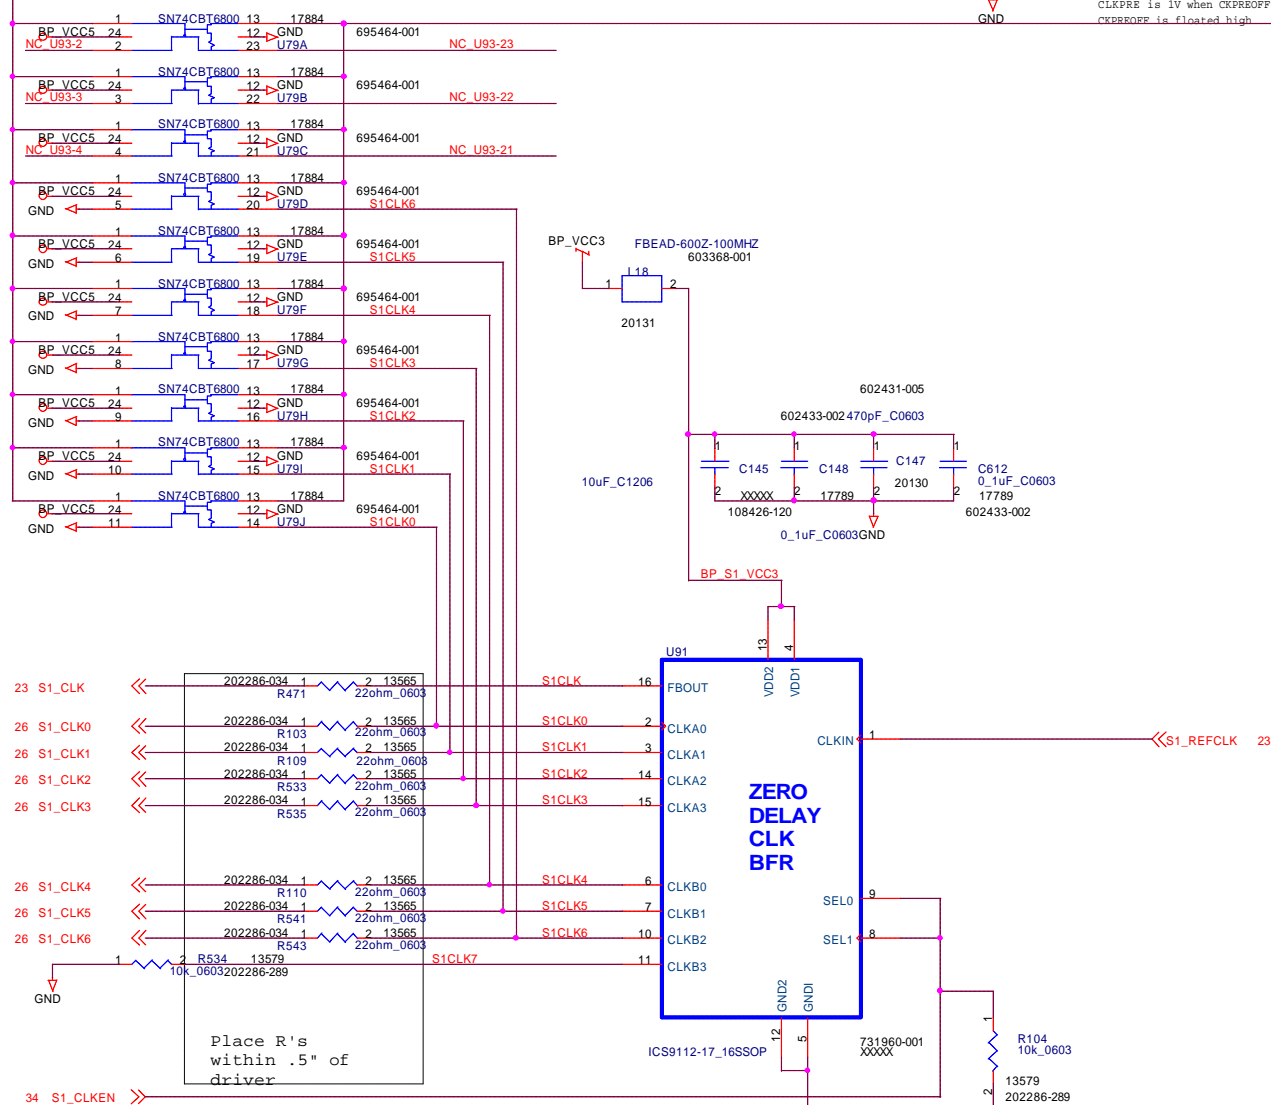 CLKPRE is 1V when CKPREOFF
CKPREOFF is floated high
GND
1 SN74CBT6800 13 17884
BP_VCC5 24 12 GND 695464-001
NC_U93-2 2 23 U79A NC_U93-23
1 SN74CBT6800 13 17884
BP_VCC5 24 12 GND 695464-001
NC_U93-3 3 22 U79B NC_U93-22
1 SN74CBT6800 13 17884
BP_VCC5 24 12 GND 695464-001
NC_U93-4 4 21 U79C NC_U93-21
1 SN74CBT6800 13 17884
BP_VCC5 24 12 GND 695464-001
GND 5 20 U79D S1CLK6
1 SN74CBT6800 13 17884
BP_VCC5 24 12 GND 695464-001
GND 6 19 U79E S1CLK5
1 SN74CBT6800 13 17884
BP_VCC5 24 12 GND 695464-001
GND 7 18 U79F S1CLK4
1 SN74CBT6800 13 17884
BP_VCC5 24 12 GND 695464-001
GND 8 17 U79G S1CLK3
1 SN74CBT6800 13 17884
BP_VCC5 24 12 GND 695464-001
GND 9 16 U79H S1CLK2
1 SN74CBT6800 13 17884
BP_VCC5 24 12 GND 695464-001
GND 10 15 U79I S1CLK1
1 SN74CBT6800 13 17884
BP_VCC5 24 12 GND 695464-001
GND 11 14 U79J S1CLK0
BP_VCC3 FBEAD-600Z-100MHZ
603368-001
L18
1 2
20131
602431-005
602433-002 470pF_C0603
1 1 1 1
C145 C148 C147 C612
10uF_C1206 20130 0_1uF_C0603
2 XXXXX 2 17789 2 2 17789
108426-120 602433-002
0_1uF_C0603 GND
BP_S1_VCC3
13 4
U91
VDD2 VDD1
23 S1_CLK 202286-034 1 2 13565 S1CLK 16 FBOUT
R471 22ohm_0603
26 S1_CLK0 202286-034 1 2 13565 S1CLK0 2 CLKA0
R103 22ohm_0603
CLKIN 1 S1_REFCLK 23
26 S1_CLK1 202286-034 1 2 13565 S1CLK1 3 CLKA1
R109 22ohm_0603
26 S1_CLK2 202286-034 1 2 13565 S1CLK2 14 CLKA2
R533 22ohm_0603
26 S1_CLK3 202286-034 1 2 13565 S1CLK3 15 CLKA3
R535 22ohm_0603
ZERO
DELAY
CLK
BFR
26 S1_CLK4 202286-034 1 2 13565 S1CLK4 6 CLKB0
R110 22ohm_0603
SEL0 9
26 S1_CLK5 202286-034 1 2 13565 S1CLK5 7 CLKB1
R541 22ohm_0603
26 S1_CLK6 202286-034 1 2 13565 S1CLK6 10 CLKB2
R543 22ohm_0603
SEL1 8
1 2 R534 13579 S1CLK7 11 CLKB3
10k_0603 202286-289
GND
GND2 GND1
12 5
ICS9112-17_16SSOP
731960-001
XXXXX
1 R104
10k_0603
13579
2 202286-289
Place R's
within .5" of
driver
34 S1_CLKEN